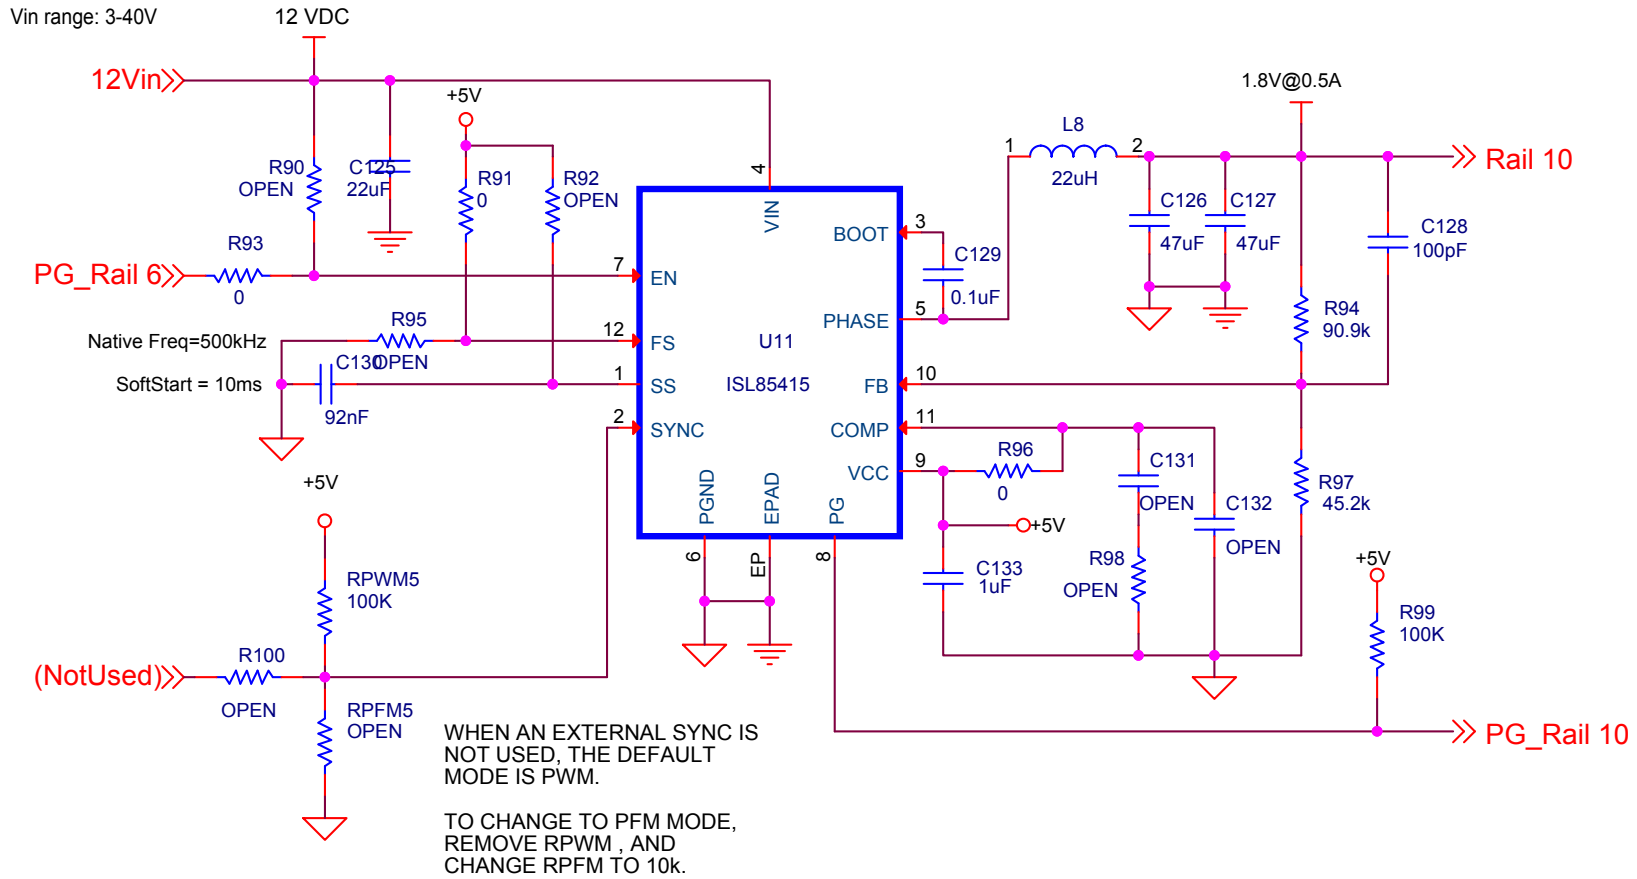 Vin range: 3-40V
12 VDC
12Vin
+5V
1.8V@0.5A
R90
OPEN
C125
22uF
R91
0
R92
OPEN
4
VIN
1
L8
2
22uH
Rail 10
C126
47uF
C127
47uF
C128
100pF
R93
0
PG_Rail 6
7
EN
BOOT
3
C129
0.1uF
PHASE
5
R94
90.9k
Native Freq=500kHz
R95
OPEN
12
FS
U11
ISL85415
SoftStart = 10ms
C130
92nF
1
SS
FB
10
2
SYNC
COMP
11
VCC
9
R96
0
C131
OPEN
C132
OPEN
R97
45.2k
PGND
EPAD
PG
6
EP
8
+5V
C133
1uF
R98
OPEN
+5V
R99
100K
+5V
RPWM5
100K
(NotUsed)
R100
OPEN
RPFM5
OPEN
PG_Rail 10
WHEN AN EXTERNAL SYNC IS
NOT USED, THE DEFAULT
MODE IS PWM.
TO CHANGE TO PFM MODE,
REMOVE RPWM , AND
CHANGE RPFM TO 10k.